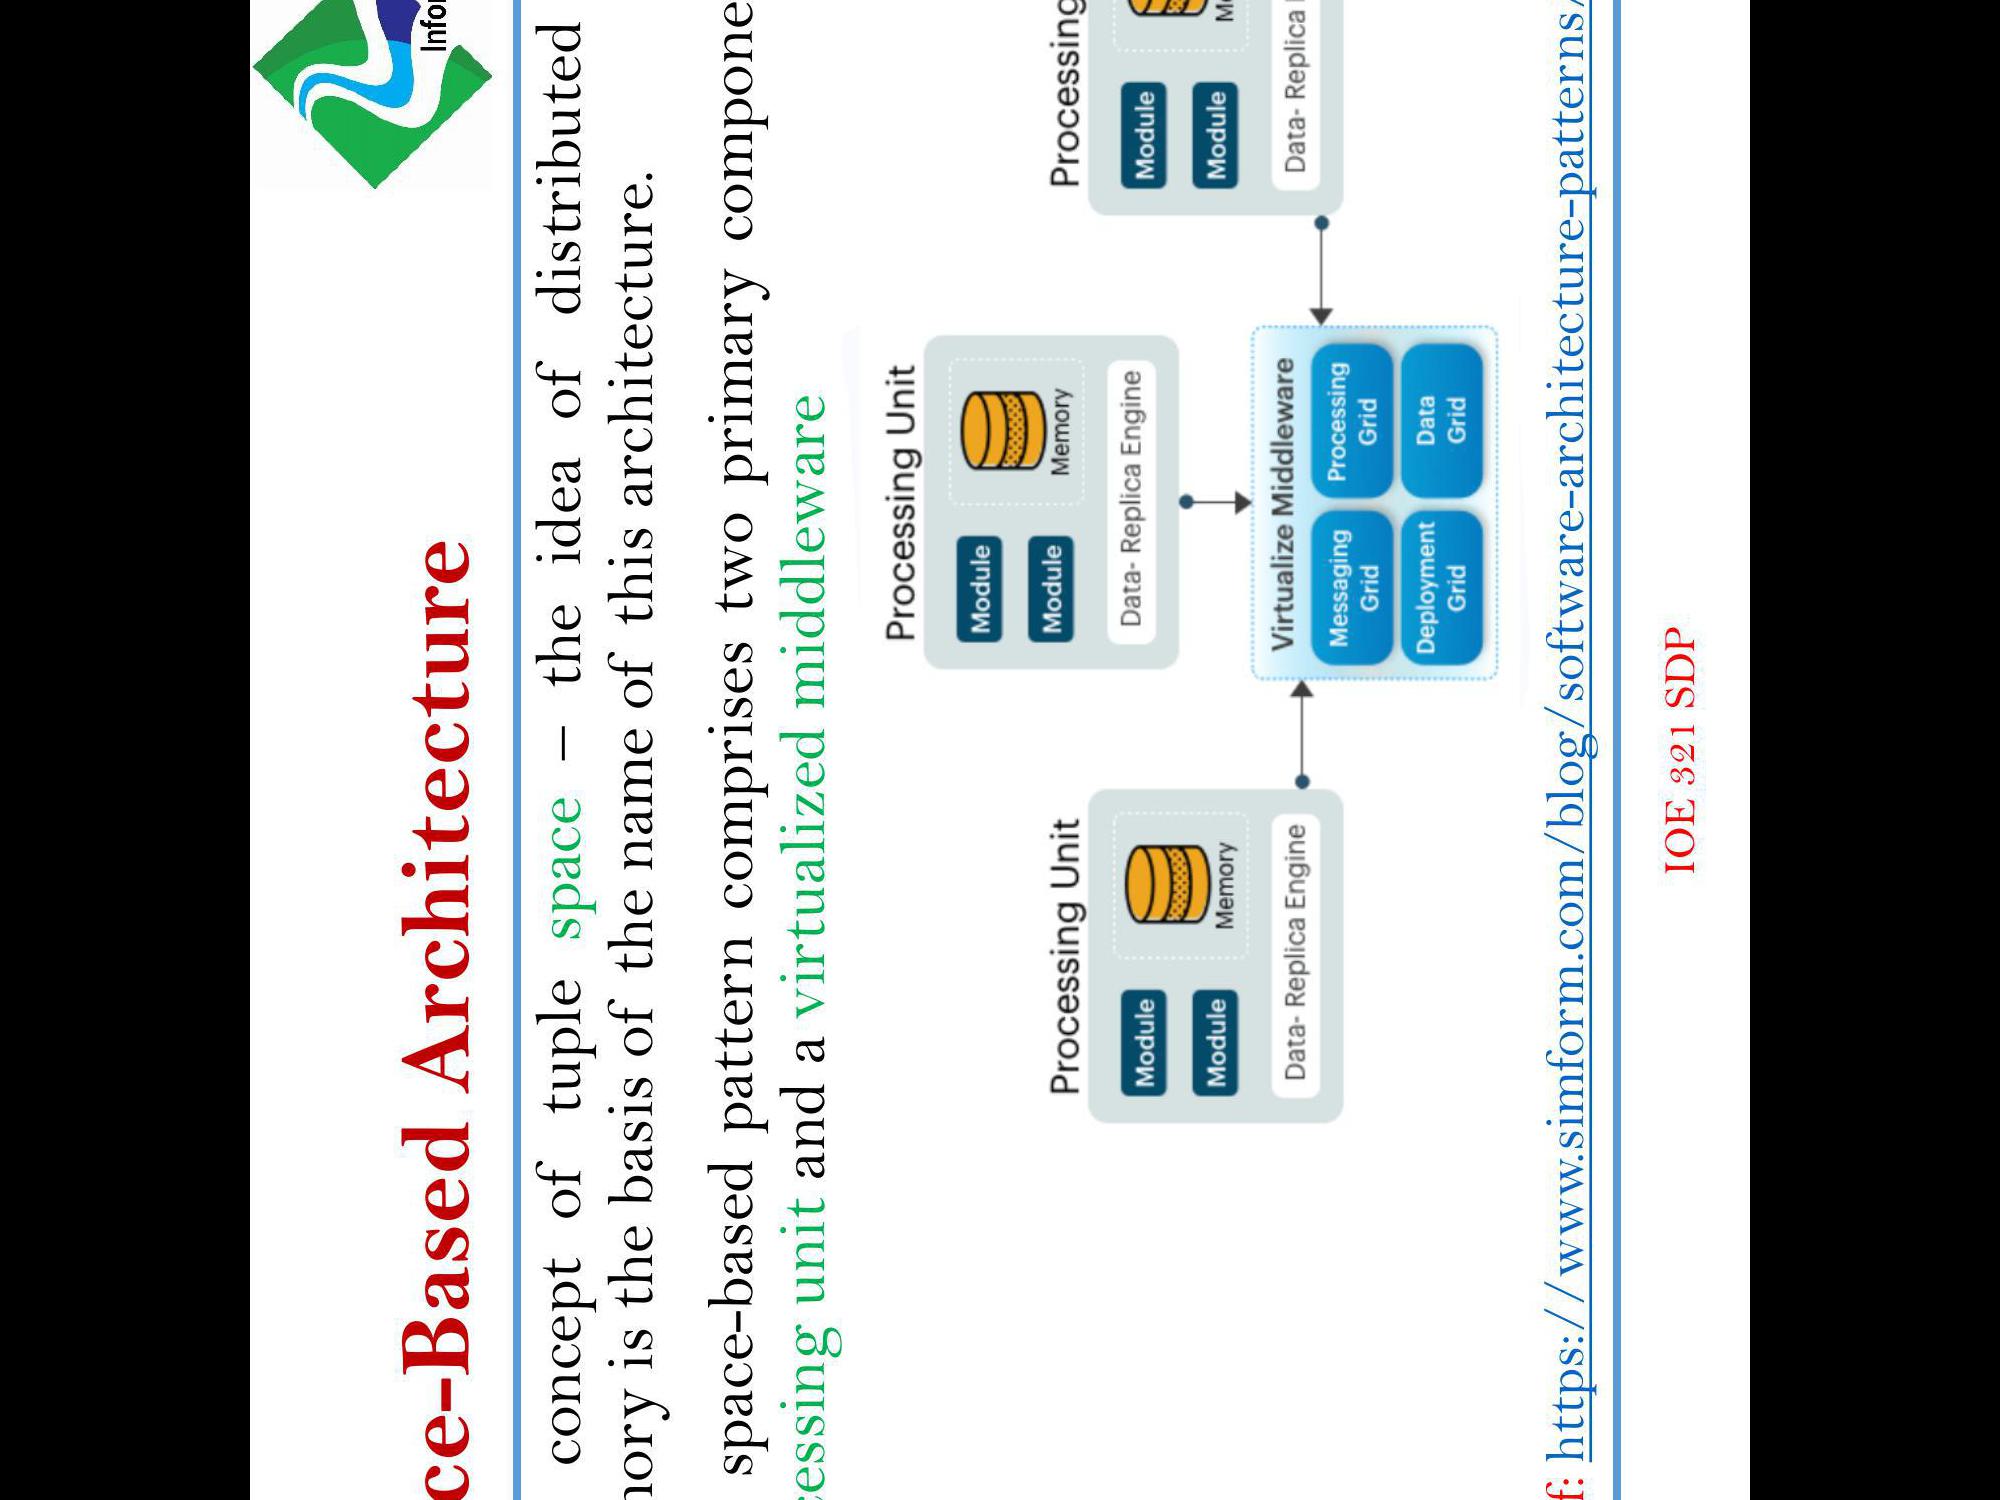 ce-Based Architecture
Infor
concept of tuple space – the idea of distributed
nory is the basis of the name of this architecture.
space-based pattern comprises two primary compone
cessing unit and a virtualized middleware
Processing Unit
Module
Module
Memory
Data- Replica Engine
Processing Unit
Module
Module
Memory
Data- Replica Engine
Processing
Module
Module
Me
Data- Replica
Virtualize Middleware
Messaging
Grid
Processing
Grid
Deployment
Grid
Data
Grid
f: https://www.simform.com/blog/software-architecture-patterns/
IOE 321 SDP